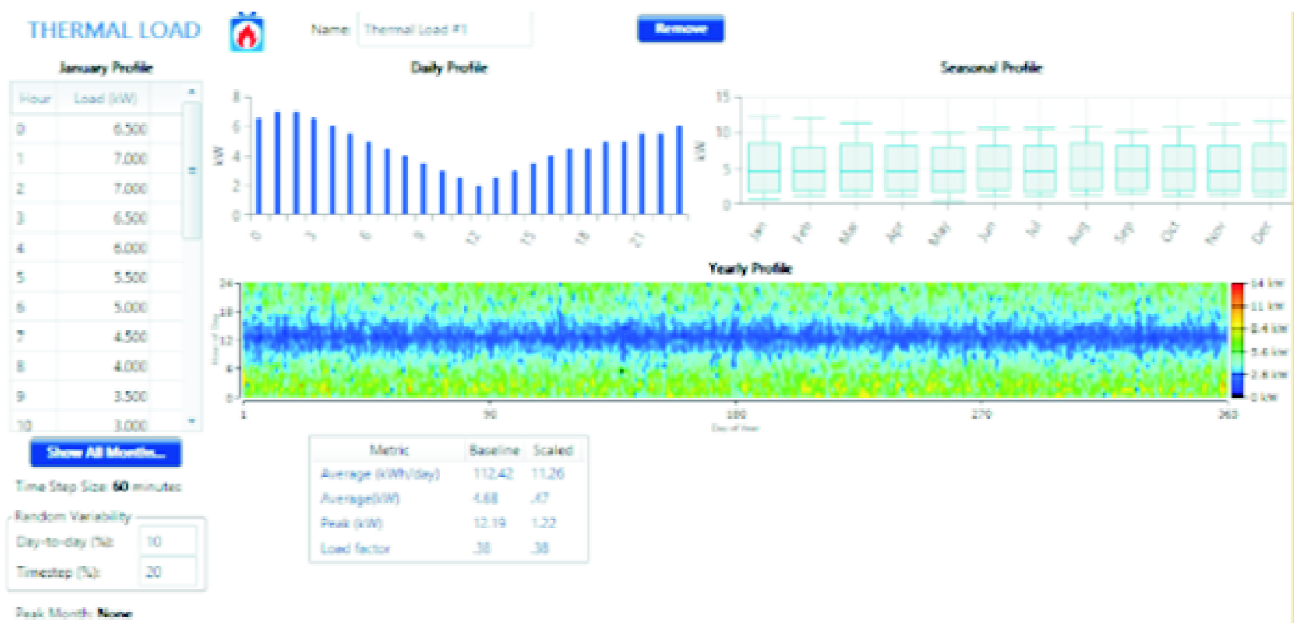 THERMAL LOAD
Name: Thermal Load #1
Remove
January Profile
Hour Load (kW)
0 6.500
1 7.000
2 7.000
3 6.500
4 6.000
5 5.500
6 5.000
7 4.500
8 4.000
9 3.500
10 3.000
Show All Months...
Time Step Size: 60 minutes
Random Variability
Day-to-day (%): 10
Timestep (%): 20
Peak Month: None
Daily Profile
kW
8
6
4
2
0
0 3 6 9 12 15 18 21
Seasonal Profile
kW
15
10
5
0
Jan Feb Mar Apr May Jun Jul Aug Sep Oct Nov Dec
Yearly Profile
Hour of Day
24
18
12
6
0
1 90 180 270 365
Day of Year
14 kW
11 kW
8.4 kW
5.6 kW
2.8 kW
0 kW
Metric Baseline Scaled
Average (kWh/day) 112.42 11.26
Average(kW) 4.68 .47
Peak (kW) 12.19 1.22
Load factor .38 .38